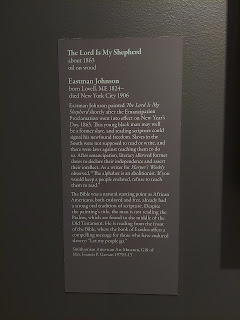 The Lord Is My Shepherd
about 1863
oil on wood
Eastman Johnson
born Lovell, ME 1824–
died New York City 1906
Eastman Johnson painted The Lord Is My
Shepherd shortly after the Emancipation
Proclamation went into effect on New Year's
Day, 1863. This young black man may well
be a former slave, and reading scripture could
signal his newfound freedom. Slaves in the
South were not supposed to read or write, and
there were laws against teaching them to do
so. After emancipation, literacy allowed former
slaves to declare their independence and assert
their intellect. As a writer for Harper's Weekly
observed, "The alphabet is an abolitionist. If you
would keep a people enslaved, refuse to teach
them to read."
The Bible was a natural starting point as African
Americans, both enslaved and free, already had
a strong oral tradition of scripture. Despite
the painting's title, the man is not reading the
Psalms, which are found in the middle of the
Old Testament. He is reading from the front
of the Bible, where the book of Exodus offers a
compelling message for those who have endured
slavery: "Let my people go."
Smithsonian American Art Museum, Gift of
Mrs. Francis P. Garvan 1979.5.13